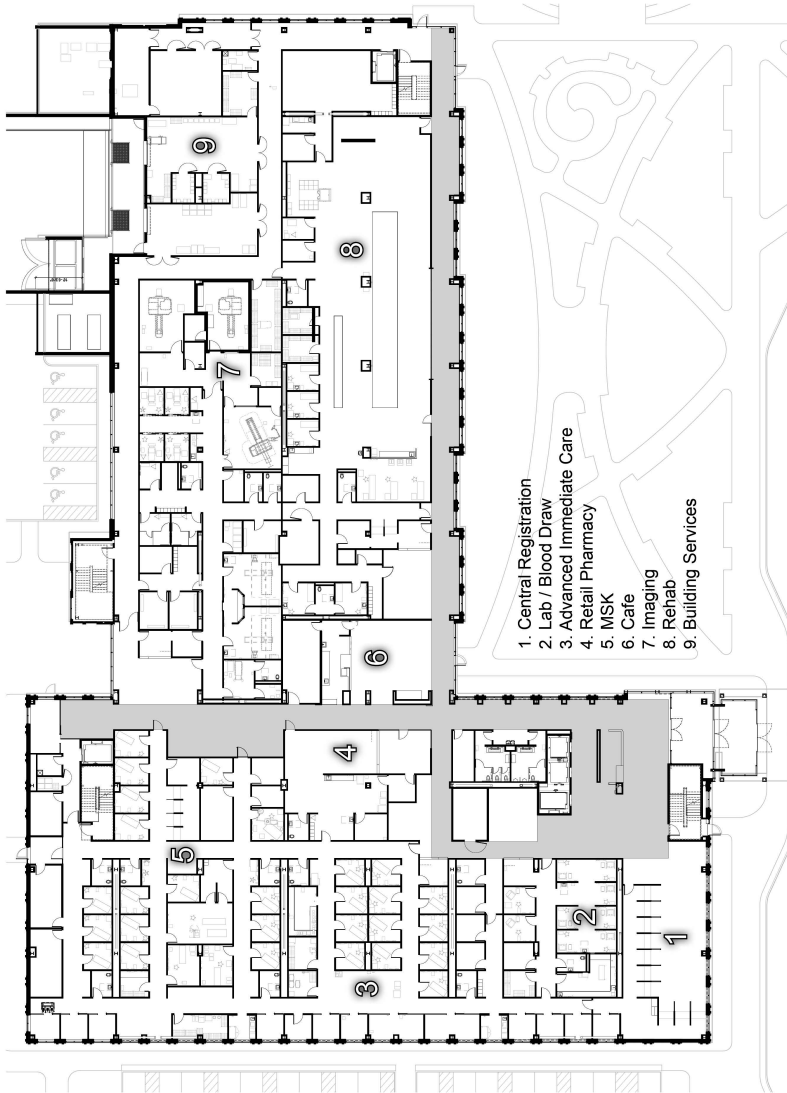 1. Central Registration
2. Lab / Blood Draw
3. Advanced Immediate Care
4. Retail Pharmacy
5. MSK
6. Cafe
7. Imaging
8. Rehab
9. Building Services
9
8
7
6
4
5
3
2
1